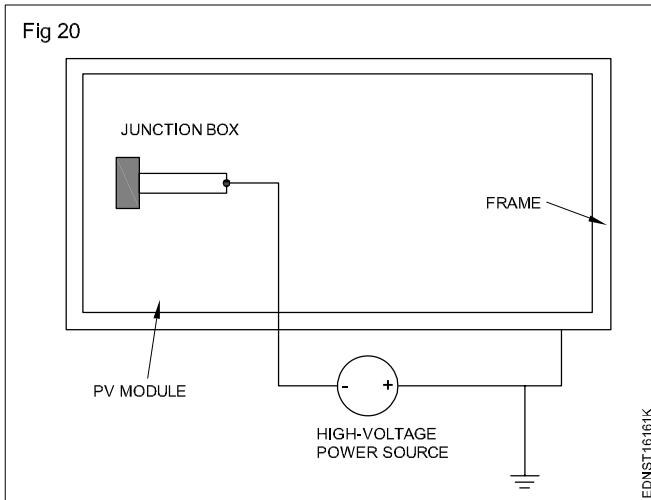 Fig 20
JUNCTION BOX
FRAME
PV MODULE
- +
HIGH-VOLTAGE
POWER SOURCE
EDNST16161K